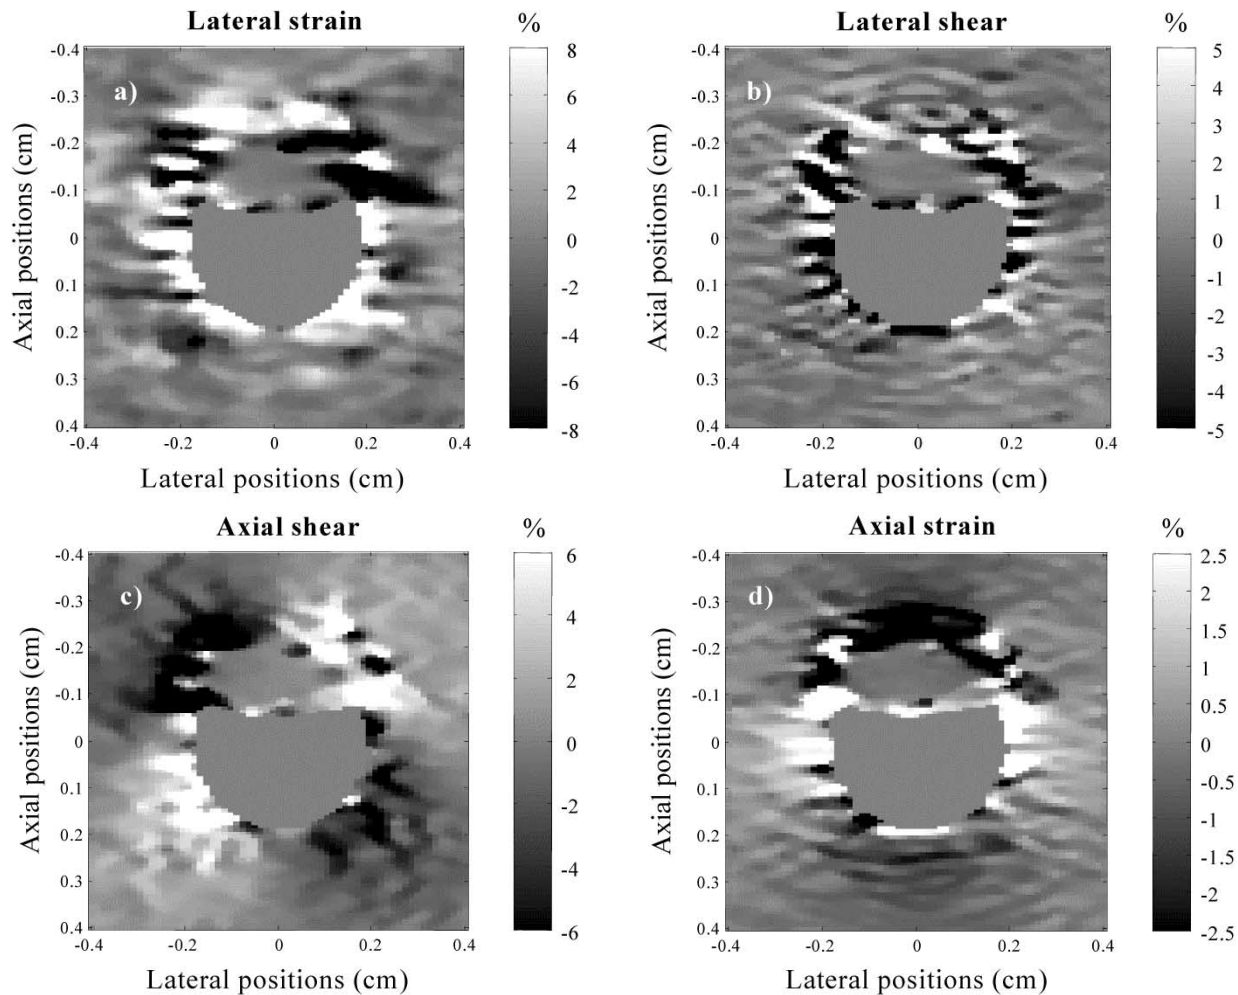 Lateral strain % Lateral shear %
-0.4 8 -0.4 5
a) b)
-0.3 6 -0.3 4
3
-0.2 4 -0.2
2
-0.1 2 -0.1 1
0 0 0 0
-1
0.1 -2 0.1
-2
0.2 -4 0.2 -3
0.3 -6 0.3 -4
0.4 -8 0.4 -5
-0.4 -0.2 0 0.2 0.4 -0.4 -0.2 0 0.2 0.4
Axial positions (cm) Axial positions (cm)
Lateral positions (cm) Lateral positions (cm)
Axial shear % Axial strain %
-0.4 6 -0.4 2.5
c) d)
-0.3 4 -0.3 2
-0.2 -0.2 1.5
-0.1 2 -0.1 1
0.5
0 0 0 0
-0.5
0.1 -2 0.1
-1
0.2 -4 0.2 -1.5
0.3 0.3 -2
0.4 -6 0.4 -2.5
-0.4 -0.2 0 0.2 0.4 -0.4 -0.2 0 0.2 0.4
Axial positions (cm) Axial positions (cm)
Lateral positions (cm) Lateral positions (cm)